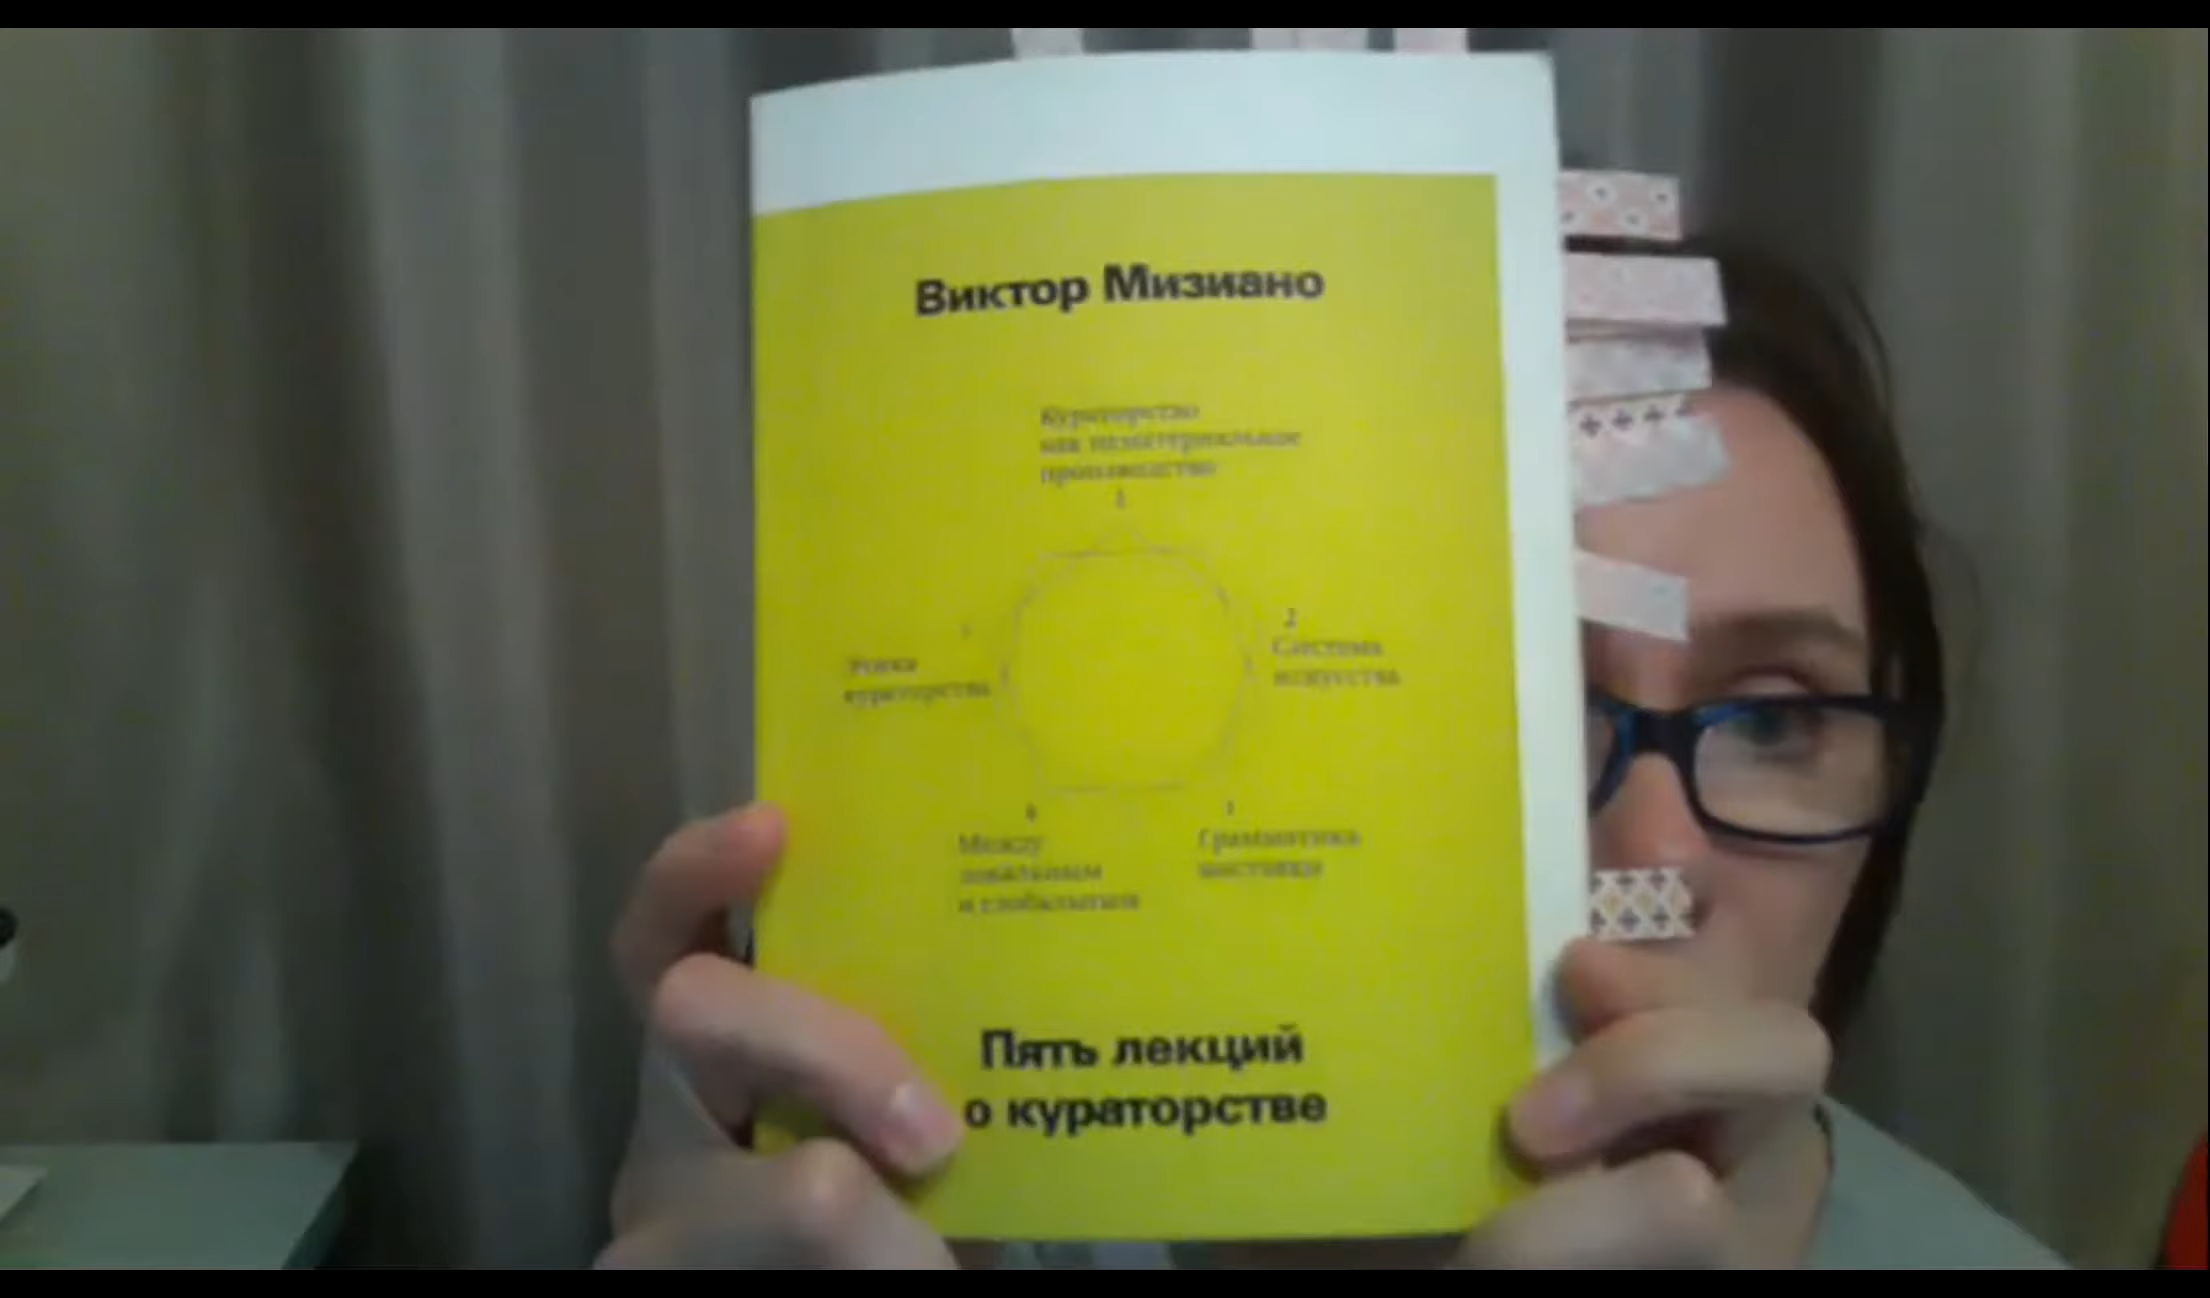 Виктор Мизиано
Кураторство
как нематериальное
производство
1
2
Система
искусства
Этика
кураторства
4
Между
локальным
и глобальным
Грамматика
выставки
Пять лекций
о кураторстве